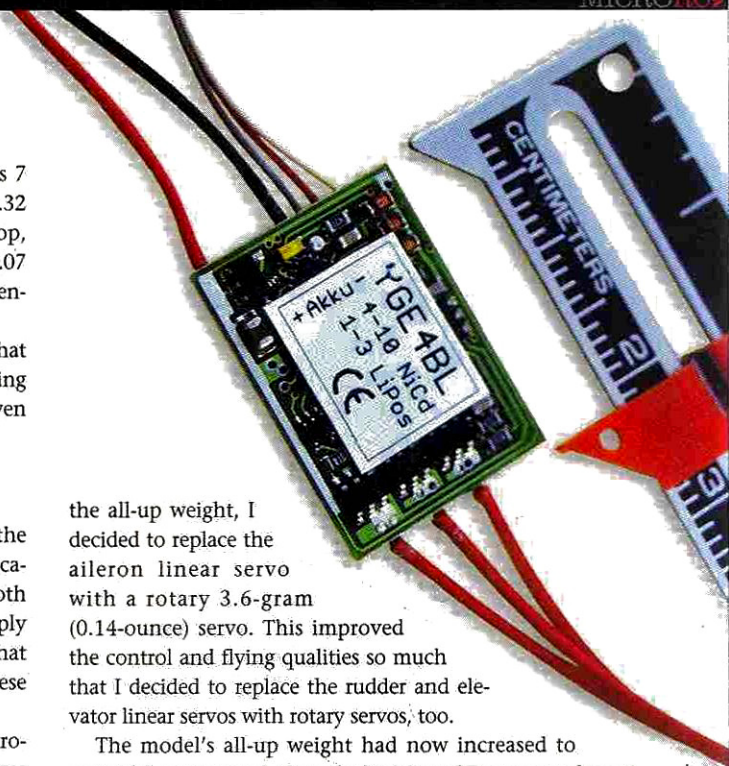 s 7
.32
op,
.07
en-
hat
ing
ven
the
ca-
oth
ply
hat
ese
ro-
the all-up weight, I
decided to replace the
aileron linear servo
with a rotary 3.6-gram
(0.14-ounce) servo. This improved
the control and flying qualities so much
that I decided to replace the rudder and ele-
vator linear servos with rotary servos, too.
The model's all-up weight had now increased to
+Akku-
YGE 4BL
4-10 NiCd
1-3 LiPos
CE
CENTIMETERS
2
3